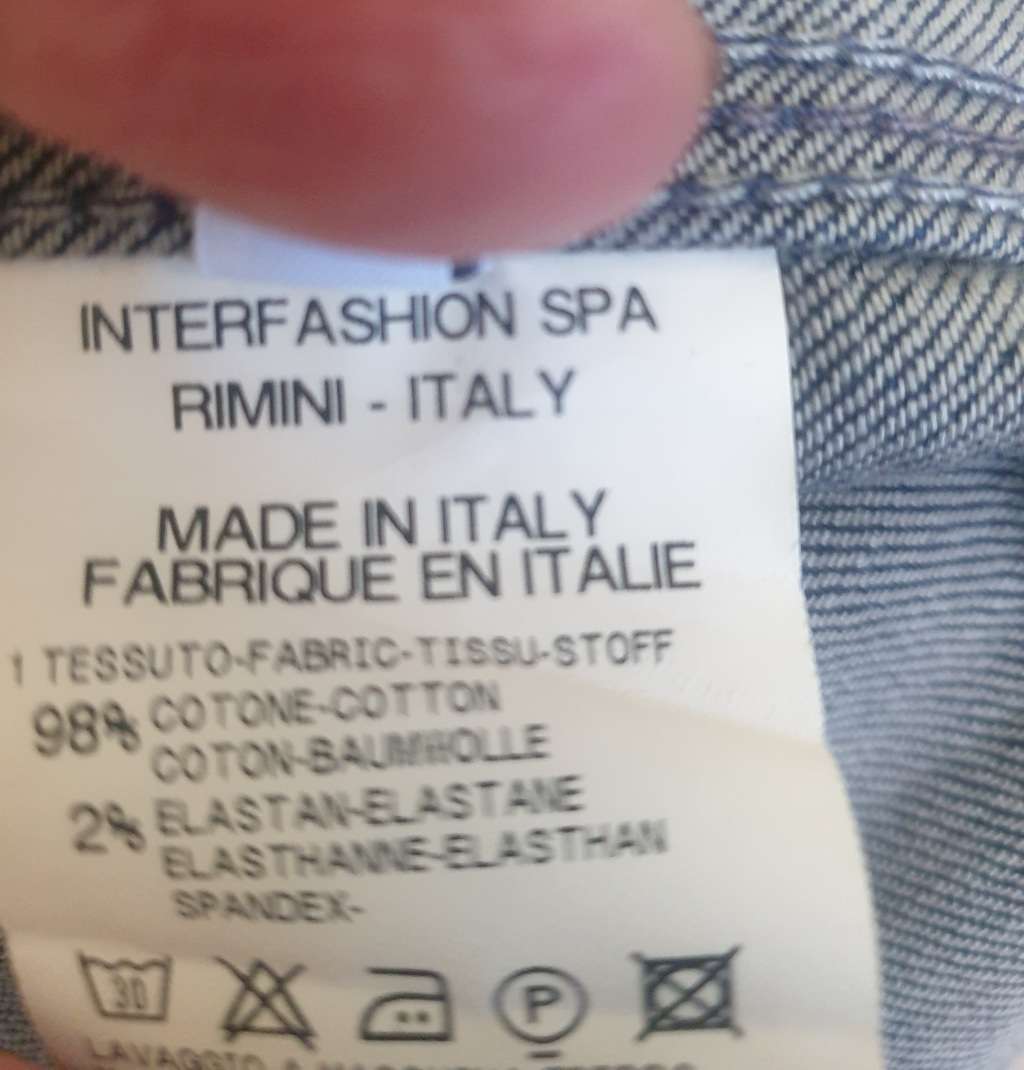 INTERFASHION SPA
RIMINI - ITALY
MADE IN ITALY
FABRIQUE EN ITALIE
1 TESSUTO-FABRIC-TISSU-STOFF
98% COTONE-COTTON
COTON-BAUMWOLLE
2% ELASTAN-ELASTANE
ELASTHANNE-ELASTHAN
SPANDEX-
30
P
LAVAGGIO A